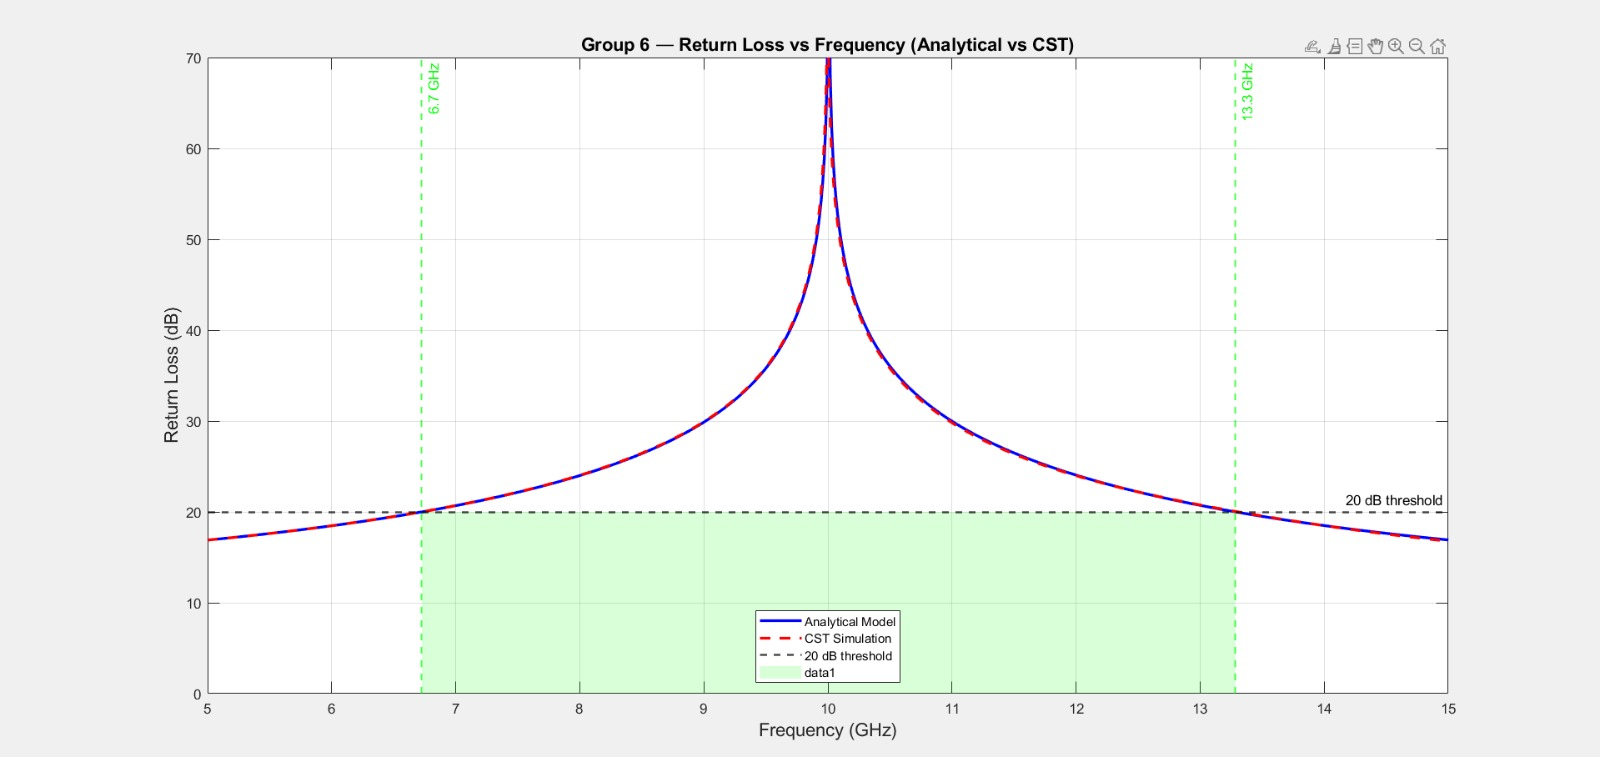 Group 6 — Return Loss vs Frequency (Analytical vs CST)
70
60
50
40
30
20
10
0
Return Loss (dB)
6.7 GHz
13.3 GHz
20 dB threshold
Analytical Model
CST Simulation
20 dB threshold
data1
5 6 7 8 9 10 11 12 13 14 15
Frequency (GHz)